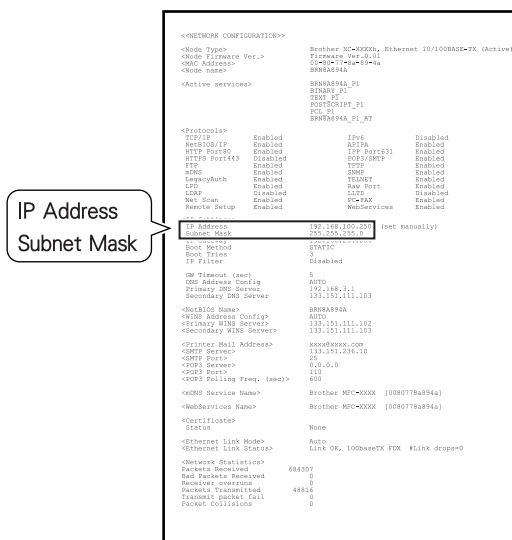 <<NETWORK CONFIGURATION>>
<Node Type> Brother NC-XXXXh, Ethernet 10/100BASE-TX (Active)
<Node Firmware Ver.> Firmware Ver.0.01
<MAC Address> 00-80-77-8a-89-4a
<Node name> BRN8A894A
<Active services> BRN8A894A_P1
BINARY_P1
TEXT_P1
POSTSCRIPT_P1
PCL_P1
BRN8A894A_P1_AT
<Protocols>
TCP/IP Enabled IPv6 Disabled
NetBIOS/IP Enabled APIPA Enabled
HTTP Port80 Enabled IPP Port631 Enabled
HTTPS Port443 Disabled POP3/SMTP Enabled
FTP Enabled TFTP Enabled
mDNS Enabled SNMP Enabled
LegacyAuth Enabled TELNET Enabled
LPD Enabled Raw Port Enabled
LDAP Disabled LLTD Disabled
Net Scan Enabled PC-FAX Enabled
Remote Setup Enabled WebServices Enabled
IP Address
Subnet Mask
IP Address 192.168.100.250 (set manually)
Subnet Mask 255.255.255.0
Boot Method STATIC
Boot Tries 3
IP Filter Disabled
GW Timeout (sec) 5
DNS Address Config AUTO
Primary DNS Server 192.168.3.1
Secondary DNS Server 133.151.111.103
<NetBIOS Name> BRN8A894A
<WINS Address Config> AUTO
<Primary WINS Server> 133.151.111.102
<Secondary WINS Server> 133.151.111.103
<Printer Mail Address> xxxx@xxxx.com
<SMTP Server> 133.151.236.10
<SMTP Port> 25
<POP3 Server> 0.0.0.0
<POP3 Port> 110
<POP3 Polling Freq. (sec)> 600
<mDNS Service Name> Brother MFC-XXXX [0080778a894a]
<WebServices Name> Brother MFC-XXXX [0080778a894a]
<Certificate>
Status None
<Ethernet Link Mode> Auto
<Ethernet Link Status> Link OK, 100baseTX FDX #Link drops=0
<Network Statistics>
Packets Received 684307
Bad Packets Received 0
Receiver overruns 0
Packets Transmitted 48816
Transmit packet fail 0
Packet Collisions 0